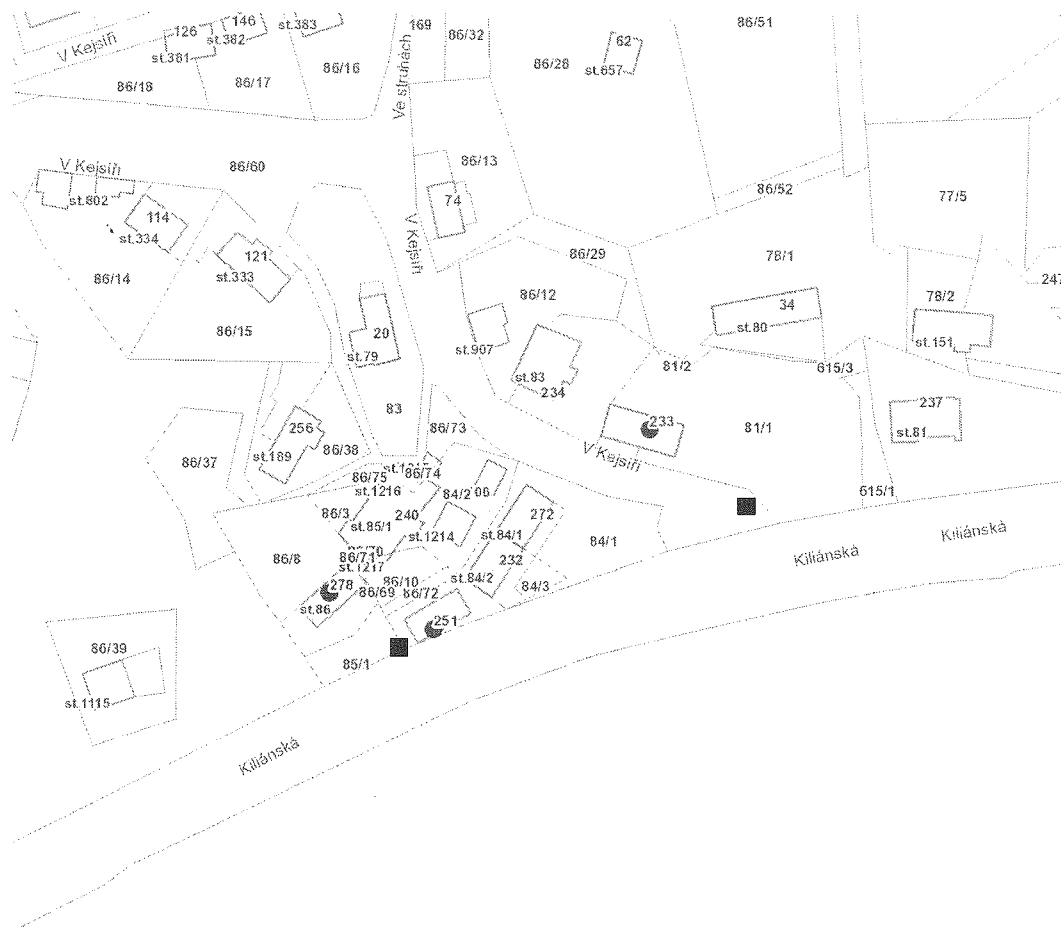 146
st.383
169
86/32
86/51
126
st.382
62
V Kejsíři
st.381
86/16
86/28
st.657
86/18
86/17
Ve struhách
V Kejsíři
86/60
86/13
86/52
st.802
74
77/5
114
st.334
V Kejsíři
121
86/29
78/1
86/14
st.333
247
86/12
78/2
34
86/15
20
st.80
st.79
st.907
st.151
81/2
615/3
st.83
234
83
237
256
86/73
233
81/1
st.81
86/38
st.189
V Kejsíři
86/37
86/75
86/74
st.1216
84/2
615/1
86/3
240
272
st.85/1
st.1214
st.84/1
84/1
Kiliánská
Kiliánská
86/8
86/71
232
st.1217
st.84/2
278
86/10
84/3
86/69
86/72
st.86
251
86/39
85/1
st.1115
Kiliánská